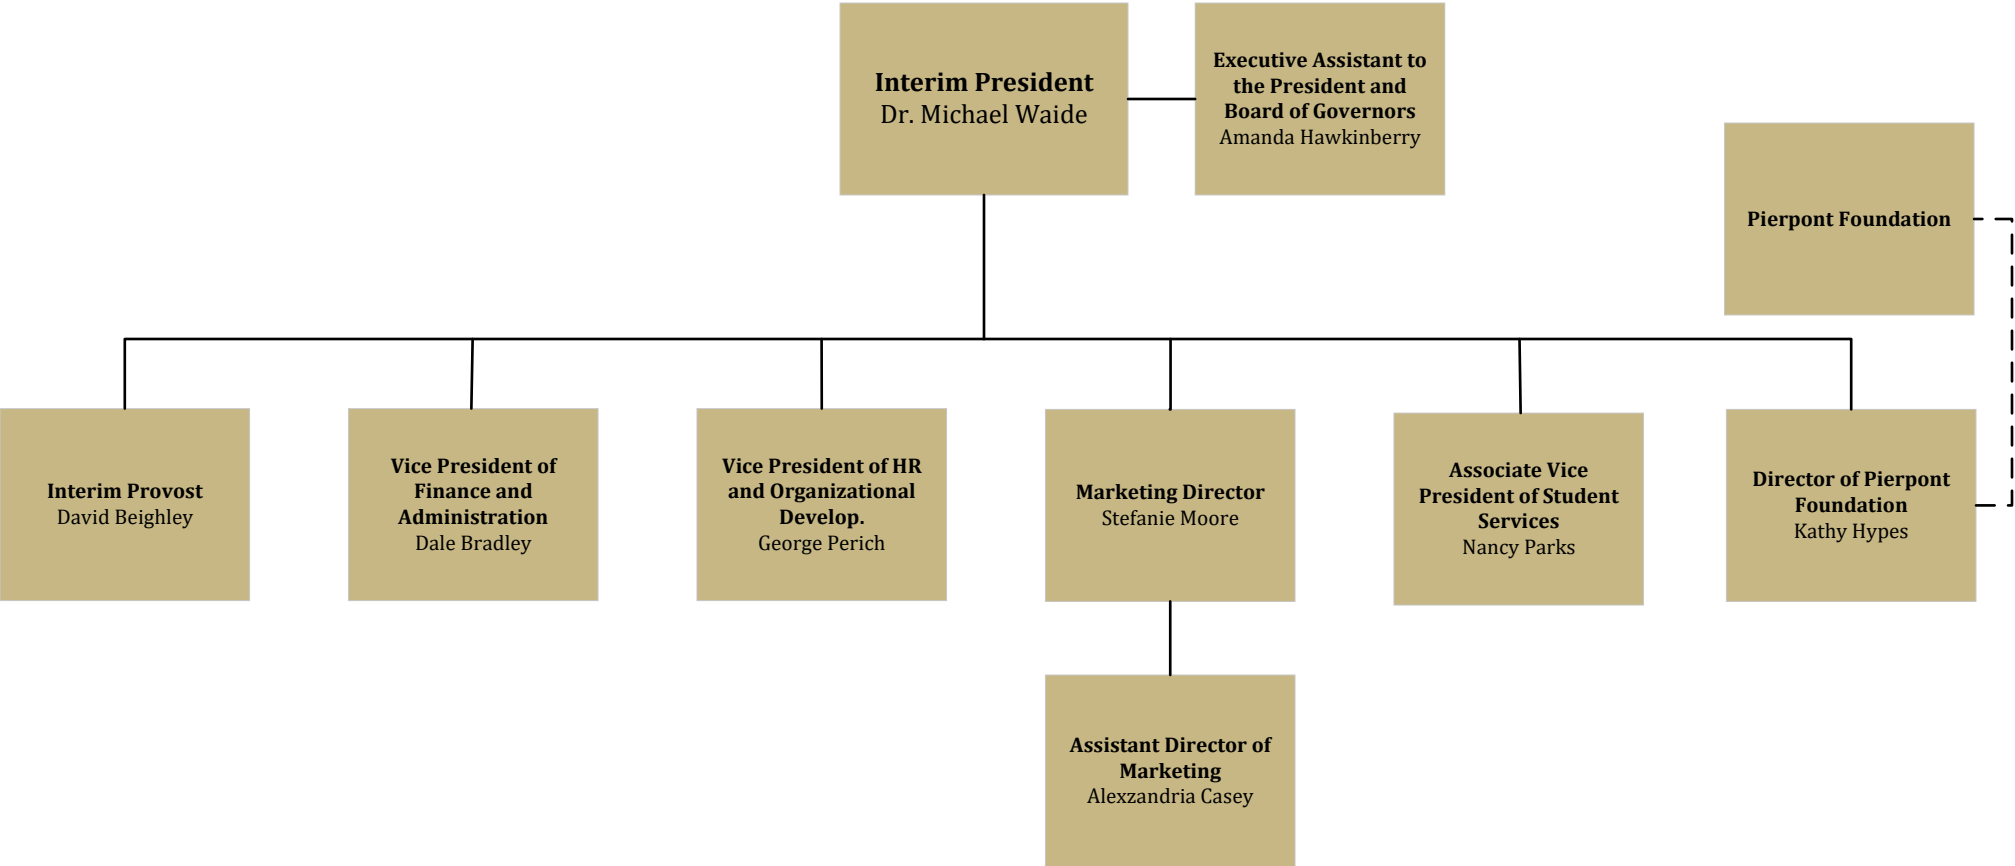 Interim President
Dr. Michael Waide
Executive Assistant to
the President and
Board of Governors
Amanda Hawkinberry
Pierpont Foundation
Interim Provost
David Beighley
Vice President of
Finance and
Administration
Dale Bradley
Vice President of HR
and Organizational
Develop.
George Perich
Marketing Director
Stefanie Moore
Associate Vice
President of Student
Services
Nancy Parks
Director of Pierpont
Foundation
Kathy Hypes
Assistant Director of
Marketing
Alexzandria Casey